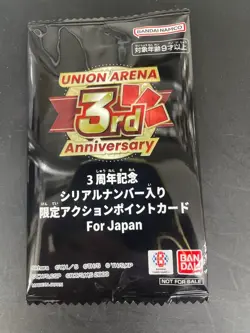 BANDAI NAMCO
対象年齢9才以上
UNION ARENA
3rd
Anniversary
3周年記念
シリアルナンバー入り
限定アクションポイントカード
For Japan
BANDAI
NOT FOR SALE